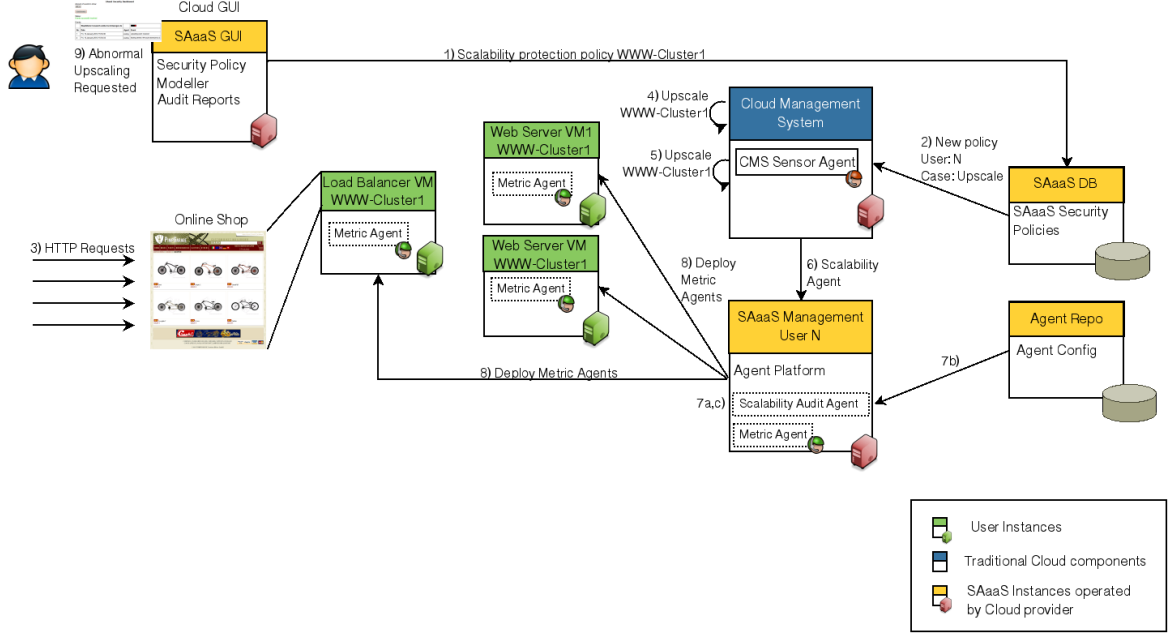 Cloud GUI
SAaaS GUI
9) Abnormal
Upscaling
Requested
Security Policy
Modeller
Audit Reports
1) Scalability protection policy WWW-Cluster1
4) Upscale
WWW-Cluster1
5) Upscale
WWW-Cluster1
Cloud Management
System
CMS Sensor Agent
2) New policy
User: N
Case: Upscale
SAaaS DB
SAaaS Security
Policies
Web Server VM1
WWW-Cluster1
Metric Agent
Load Balancer VM
WWW-Cluster1
Metric Agent
Web Server VM
WWW-Cluster1
Metric Agent
Online Shop
3) HTTP Requests
8) Deploy
Metric
Agents
6) Scalability
Agent
SAaaS Management
User N
Agent Platform
7a,c)
Scalability Audit Agent
Metric Agent
7b)
Agent Repo
Agent Config
8) Deploy Metric Agents
User Instances
Traditional Cloud components
SAaaS Instances operated
by Cloud provider